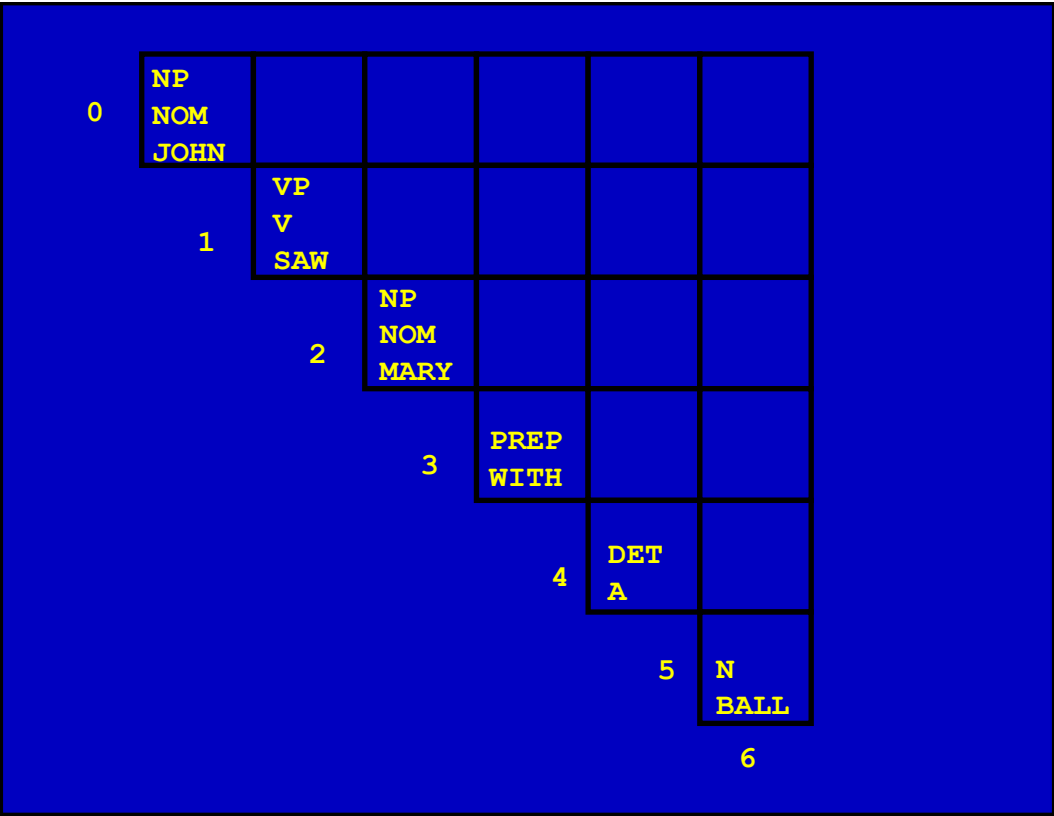 NP
0 NOM
JOHN
VP
V
1 SAW
NP
NOM
2 MARY
PREP
3 WITH
DET
4 A
5 N
BALL
6